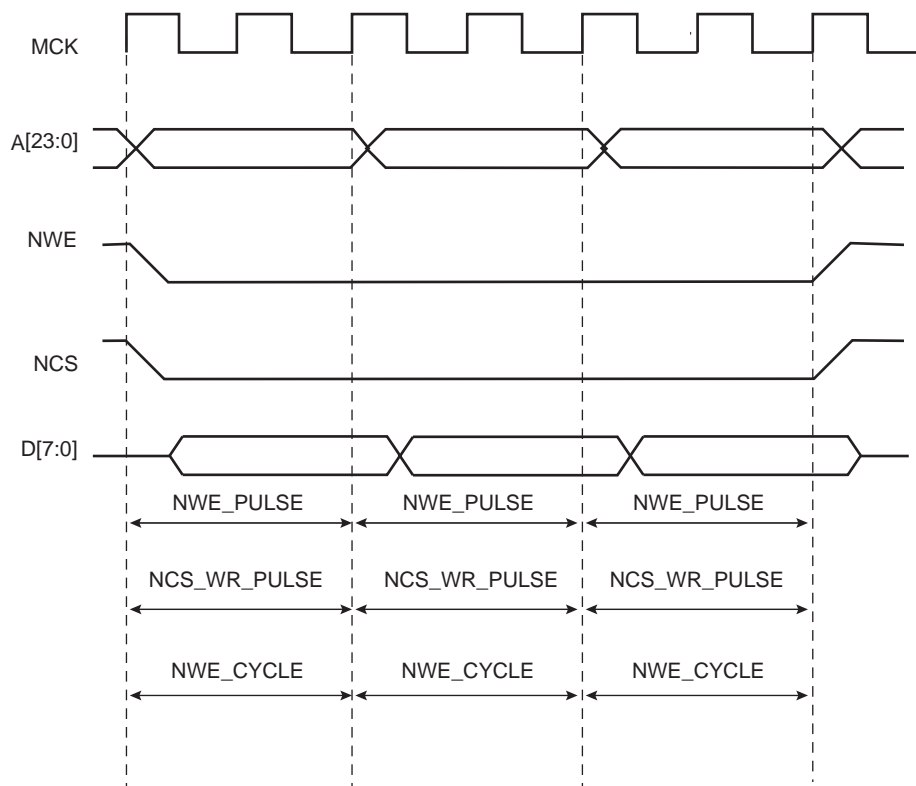 MCK
A[23:0]
NWE
NCS
D[7:0]
NWE_PULSE NWE_PULSE NWE_PULSE
NCS_WR_PULSE NCS_WR_PULSE NCS_WR_PULSE
NWE_CYCLE NWE_CYCLE NWE_CYCLE